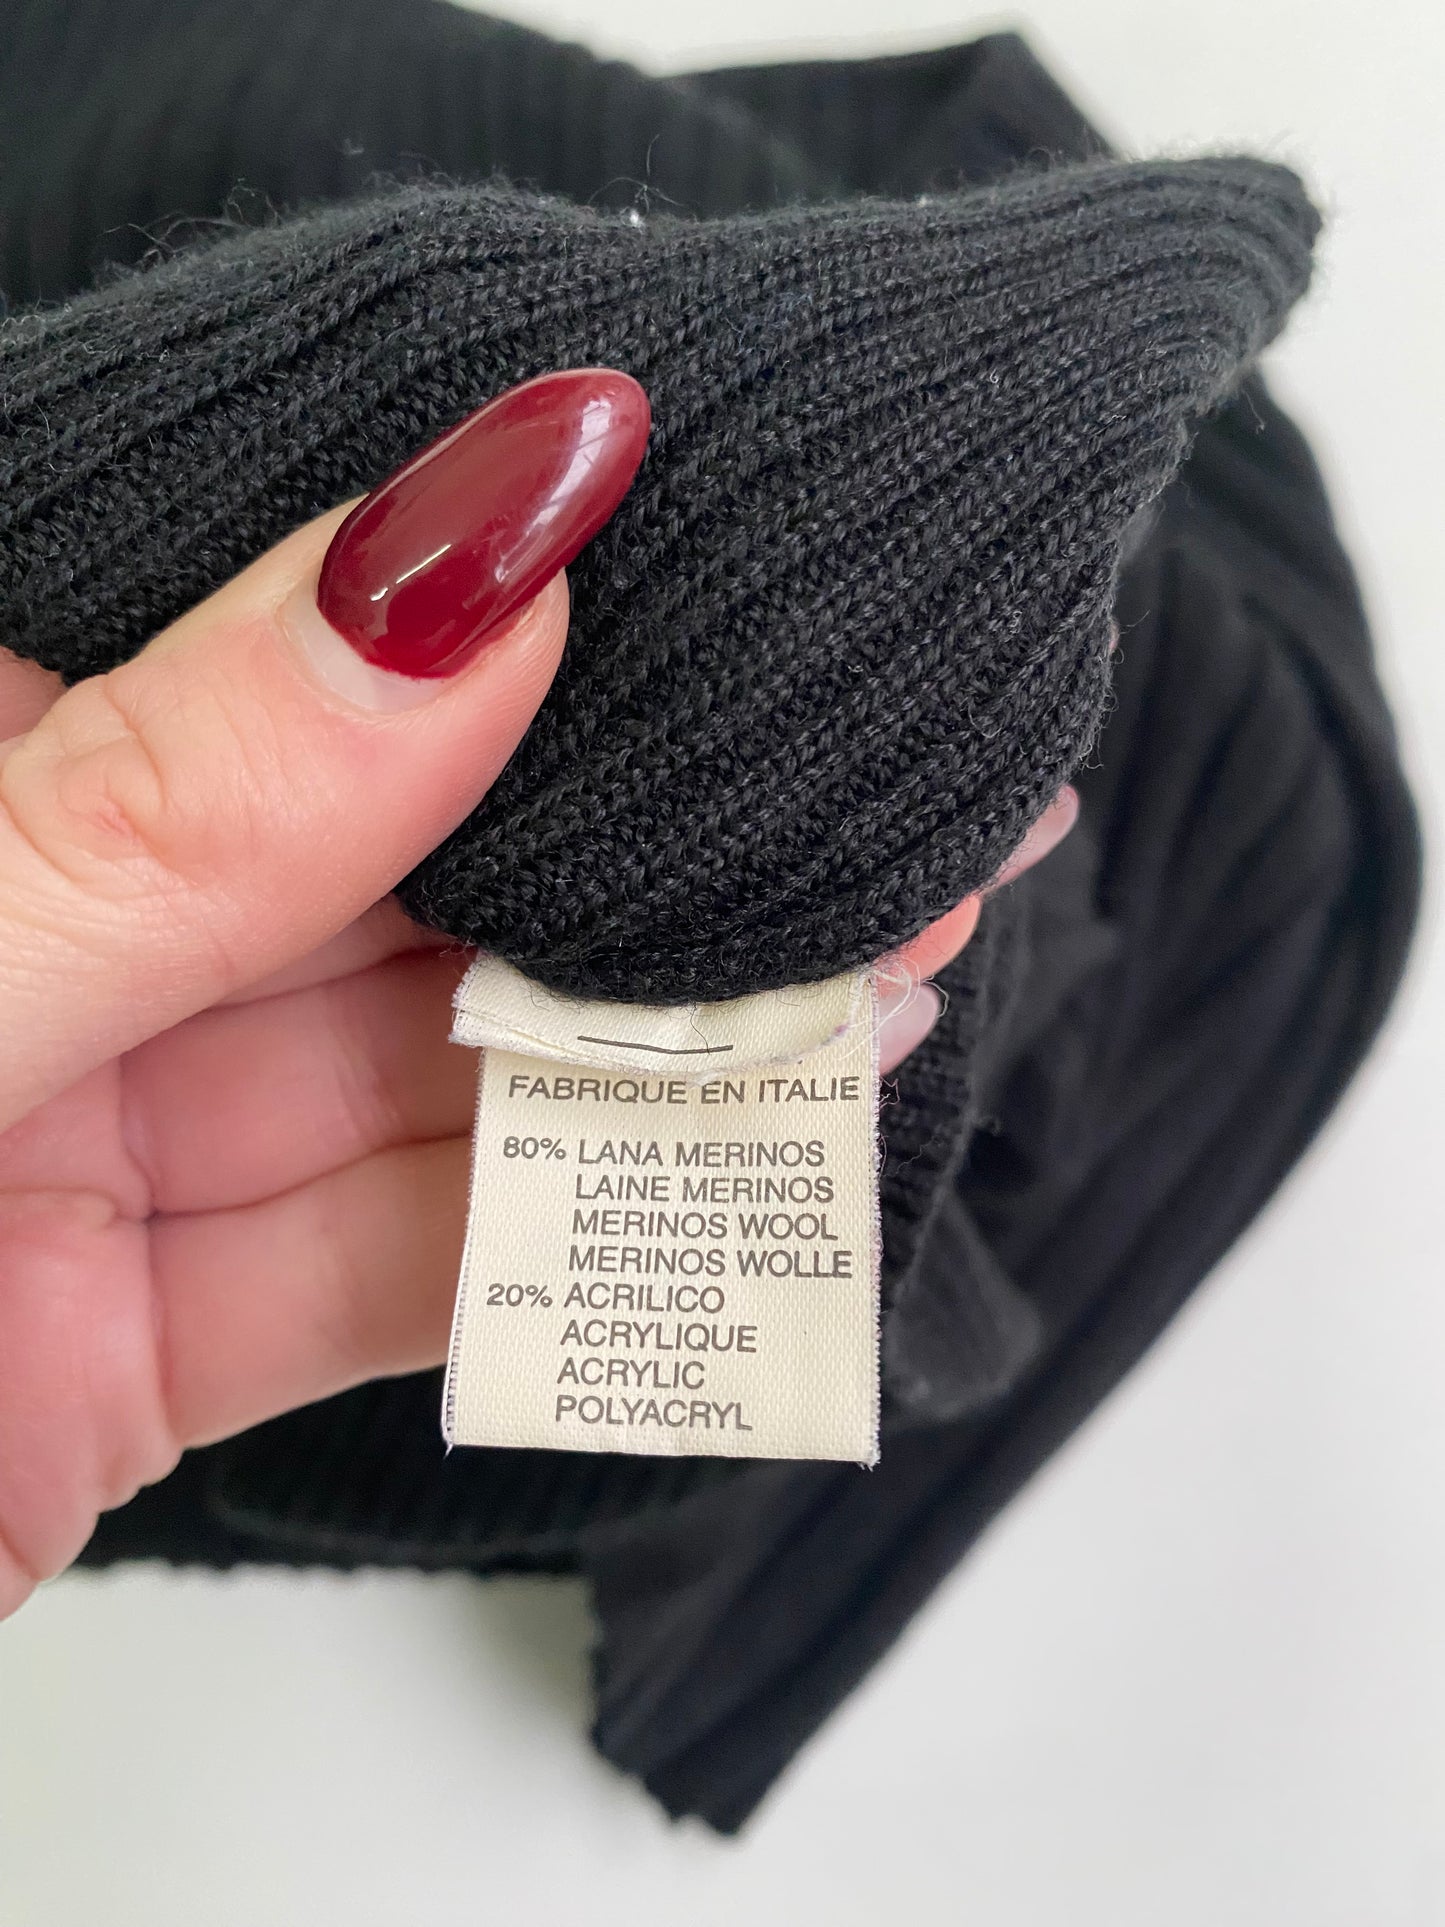 FABRIQUE EN ITALIE
80% LANA MERINOS
LAINE MERINOS
MERINOS WOOL
MERINOS WOLLE
20% ACRILICO
ACRYLIQUE
ACRYLIC
POLYACRYL